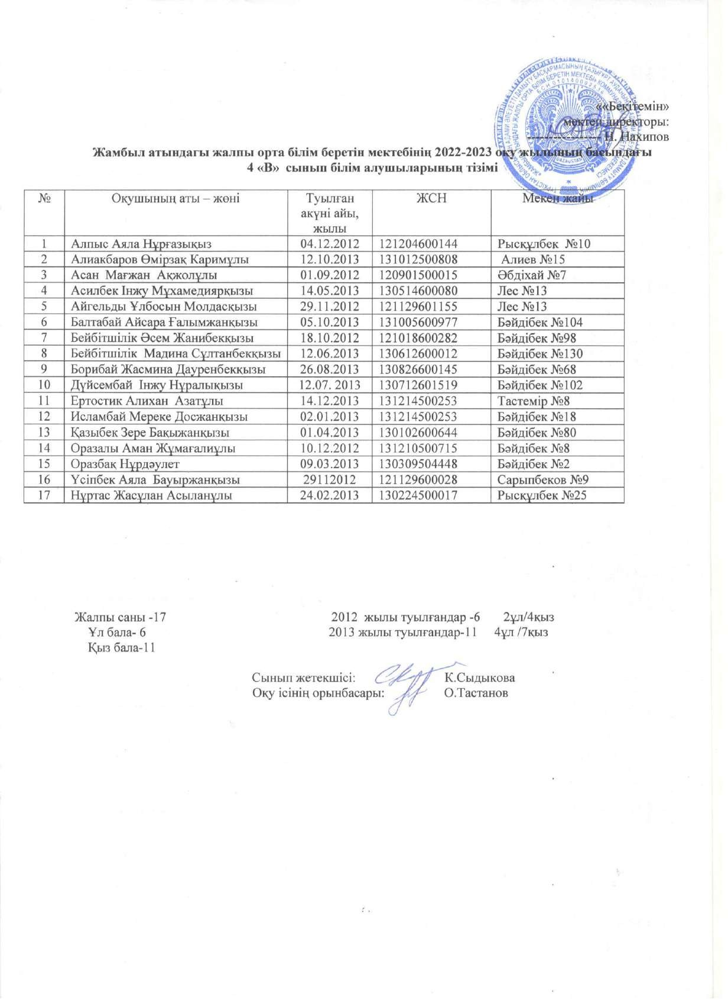 ««Бекітемін»
мектеп директоры:
------------------ Н. Нахипов
Жамбыл атындагы жалпы орта білім беретін мектебінің 2022-2023 оқу жылының басындағы
4 «В» сынып білім алушыларының тізімі
№ Оқушының аты – жөні Туылған акүні айы, жылы ЖСН Мекен жайы
1 Алпыс Аяла Нұрғазықыз 04.12.2012 121204600144 Рысқұлбек №10
2 Алиакбаров Өмірзақ Каримұлы 12.10.2013 131012500808 Алиев №15
3 Асан Мағжан Ақжолұлы 01.09.2012 120901500015 Әбдіхай №7
4 Асилбек Інжу Мұхамедиярқызы 14.05.2013 130514600080 Лес №13
5 Айгельды Ұлбосын Молдасқызы 29.11.2012 121129601155 Лес №13
6 Балтабай Айсара Ғалымжанқызы 05.10.2013 131005600977 Бәйдібек №104
7 Бейбітшілік Әсем Жанибекқызы 18.10.2012 121018600282 Бәйдібек №98
8 Бейбітшілік Мадина Сұлтанбекқызы 12.06.2013 130612600012 Бәйдібек №130
9 Борибай Жасмина Дауренбекқызы 26.08.2013 130826600145 Бәйдібек №68
10 Дүйсембай Інжу Нұралықызы 12.07. 2013 130712601519 Бәйдібек №102
11 Ертостик Алихан Азатұлы 14.12.2013 131214500253 Тастемір №8
12 Исламбай Мереке Досжанқызы 02.01.2013 131214500253 Бәйдібек №18
13 Қазыбек Зере Бақыжанқызы 01.04.2013 130102600644 Бәйдібек №80
14 Оразалы Аман Жұмағалиұлы 10.12.2012 131210500715 Бәйдібек №8
15 Оразбақ Нұрдәулет 09.03.2013 130309504448 Бәйдібек №2
16 Үсіпбек Аяла Бауыржанқызы 29112012 121129600028 Сарыпбеков №9
17 Нұртас Жасұлан Асыланұлы 24.02.2013 130224500017 Рысқұлбек №25
Жалпы саны -17 2012 жылы туылғандар -6 2ұл/4қыз
Ұл бала- 6 2013 жылы туылғандар-11 4ұл /7қыз
Қыз бала-11
Сынып жетекшісі: К.Сыдыкова
Оқу ісінің орынбасары: О.Тастанов